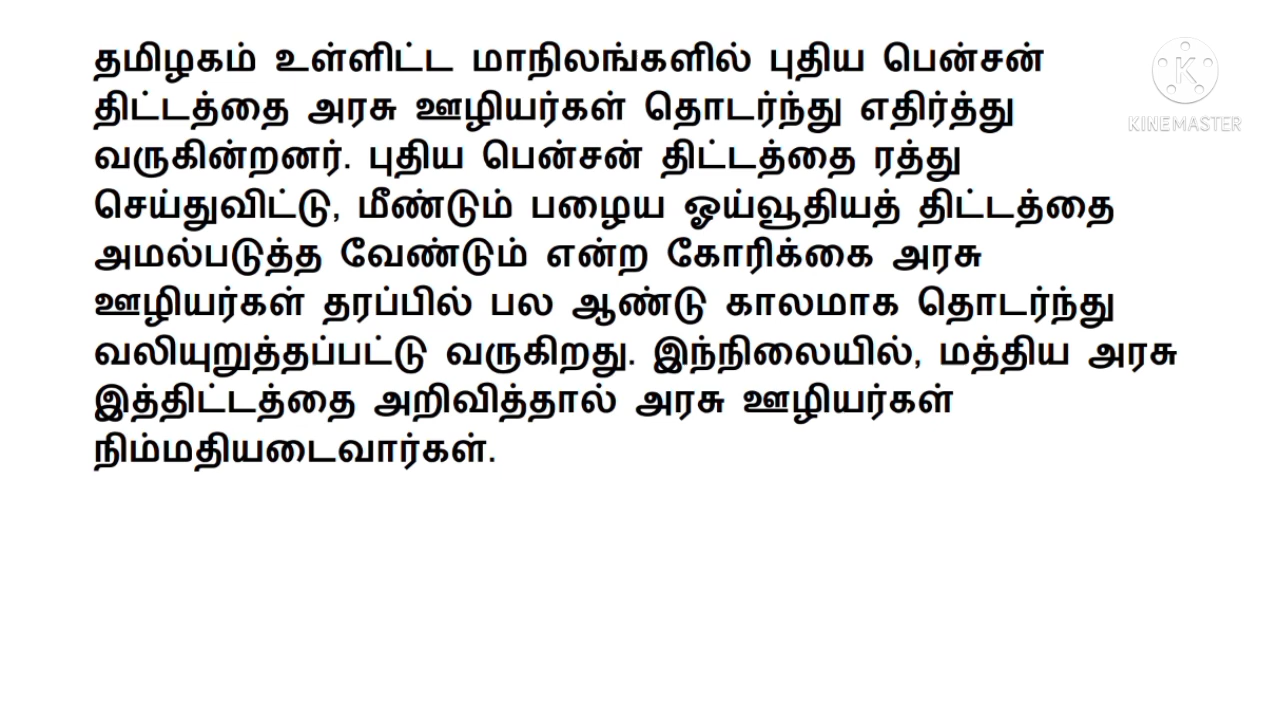 தமிழகம் உள்ளிட்ட மாநிலங்களில் புதிய பென்சன்
திட்டத்தை அரசு ஊழியர்கள் தொடர்ந்து எதிர்த்து
வருகின்றனர். புதிய பென்சன் திட்டத்தை ரத்து
செய்துவிட்டு, மீண்டும் பழைய ஓய்வூதியத் திட்டத்தை
அமல்படுத்த வேண்டும் என்ற கோரிக்கை அரசு
ஊழியர்கள் தரப்பில் பல ஆண்டு காலமாக தொடர்ந்து
வலியுறுத்தப்பட்டு வருகிறது. இந்நிலையில், மத்திய அரசு
இத்திட்டத்தை அறிவித்தால் அரசு ஊழியர்கள்
நிம்மதியடைவார்கள்.
K
KINEMASTER